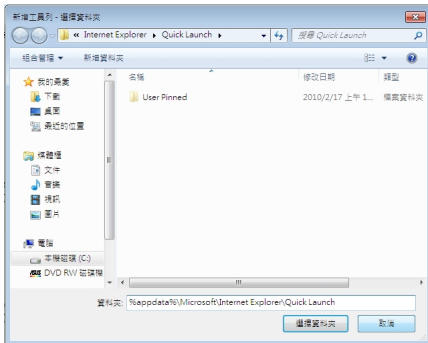 新增工具列 - 選擇資料夾
« Internet Explorer ▸ Quick Launch ▸
搜尋 Quick Launch
組合管理 ▼ 新增資料夾
名稱 修改日期 類型
我的最愛
下載
桌面
最近的位置
User Pinned 2010/2/17 上午 1... 檔案資料夾
媒體櫃
文件
音樂
視訊
圖片
電腦
本機磁碟 (C:)
DVD RW 磁碟機
資料夾: %appdata%\Microsoft\Internet Explorer\Quick Launch
選擇資料夾 取消